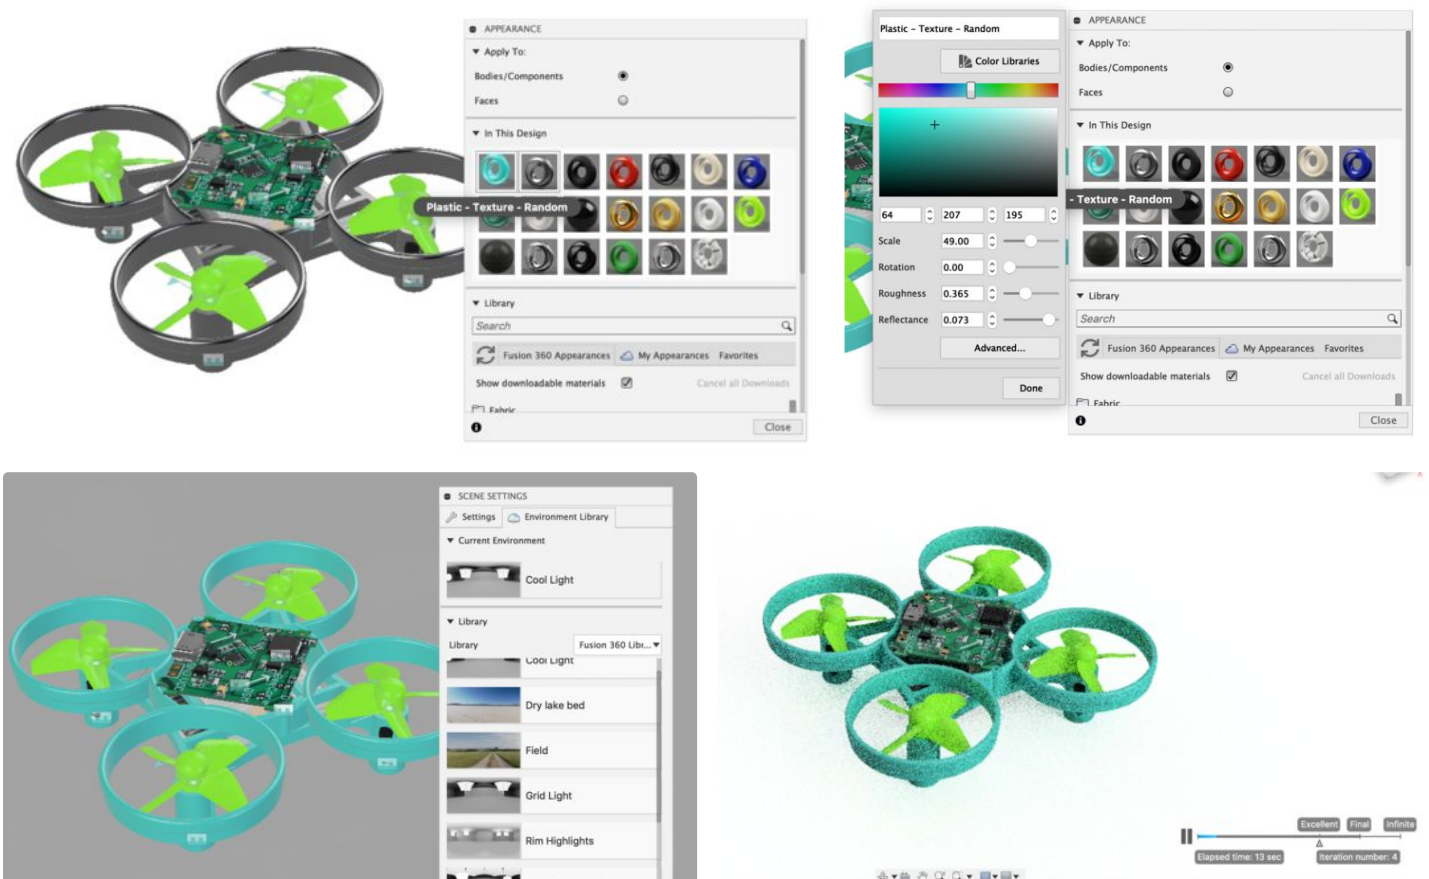 APPEARANCE
Apply To:
Bodies/Components
Faces
In This Design
Plastic - Texture - Random
Library
Search
Fusion 360 Appearances
My Appearances
Favorites
Show downloadable materials
Cancel all Downloads
Fabric
Close
Plastic - Texture - Random
Color Libraries
64
207
195
Scale
49.00
Rotation
0.00
Roughness
0.365
Reflectance
0.073
Advanced...
Done
APPEARANCE
Apply To:
Bodies/Components
Faces
In This Design
- Texture - Random
Library
Search
Fusion 360 Appearances
My Appearances
Favorites
Show downloadable materials
Cancel all Downloads
Fabric
Close
SCENE SETTINGS
Settings
Environment Library
Current Environment
Cool Light
Library
Library
Fusion 360 Libr...
Cool Light
Dry lake bed
Field
Grid Light
Rim Highlights
Excellent
Final
Infinite
Elapsed time: 13 sec
Iteration number: 4